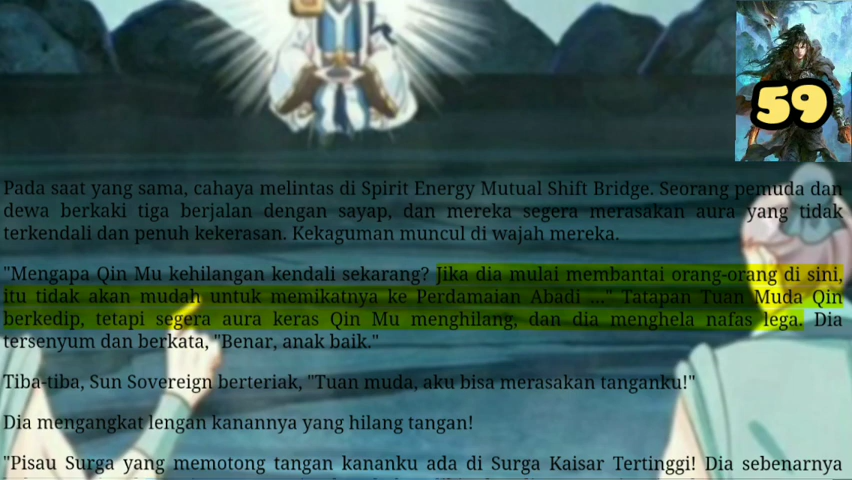 59
Pada saat yang sama, cahaya melintas di Spirit Energy Mutual Shift Bridge. Seorang pemuda dan
dewa berkaki tiga berjalan dengan sayap, dan mereka segera merasakan aura yang tidak
terkendali dan penuh kekerasan. Kekaguman muncul di wajah mereka.
"Mengapa Qin Mu kehilangan kendali sekarang? Jika dia mulai membantai orang-orang di sini,
itu tidak akan mudah untuk memikatnya ke Perdamaian Abadi ..." Tatapan Tuan Muda Qin
berkedip, tetapi segera aura keras Qin Mu menghilang, dan dia menghela nafas lega. Dia
tersenyum dan berkata, "Benar, anak baik."
Tiba-tiba, Sun Sovereign berteriak, "Tuan muda, aku bisa merasakan tanganku!"
Dia mengangkat lengan kanannya yang hilang tangan!
"Pisau Surga yang memotong tangan kananku ada di Surga Kaisar Tertinggi! Dia sebenarnya